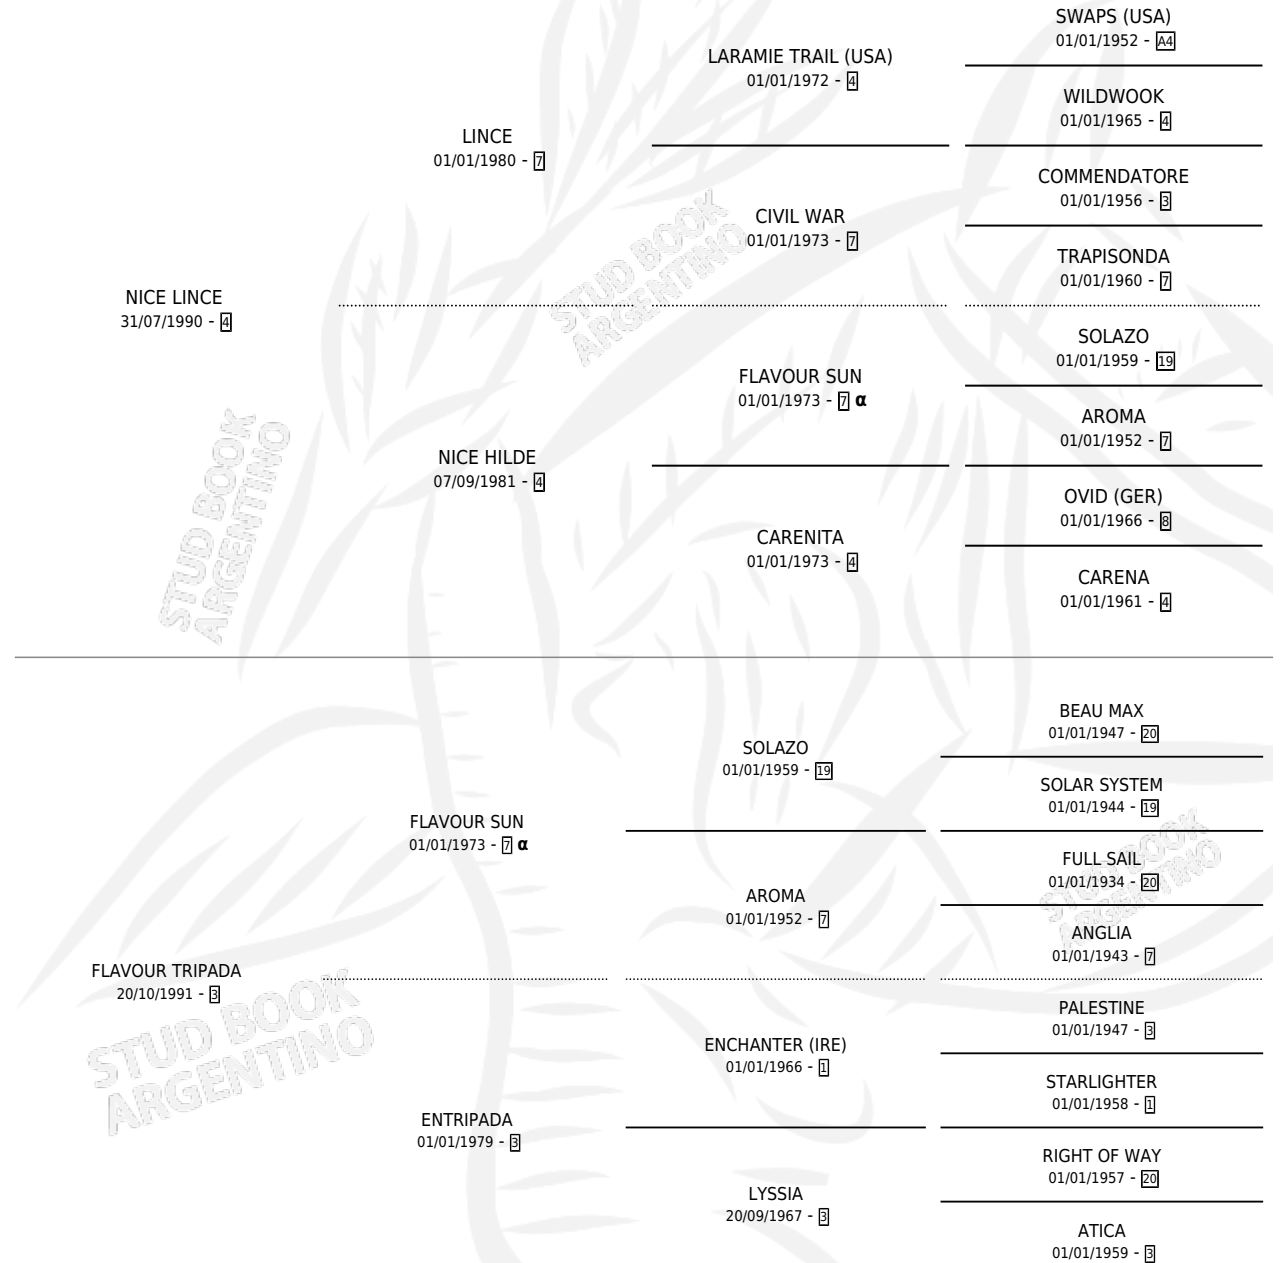 SWAPS (USA)
01/01/1952 - A4
LARAMIE TRAIL (USA)
01/01/1972 - 4
WILDWOOK
01/01/1965 - 4
LINCE
01/01/1980 - 7
COMMENDATORE
01/01/1956 - 3
CIVIL WAR
01/01/1973 - 7
TRAPISONDA
01/01/1960 - 7
NICE LINCE
31/07/1990 - 4
SOLAZO
01/01/1959 - 19
FLAVOUR SUN
01/01/1973 - 7 α
AROMA
01/01/1952 - 7
NICE HILDE
07/09/1981 - 4
OVID (GER)
01/01/1966 - 8
CARENITA
01/01/1973 - 4
CARENA
01/01/1961 - 4
BEAU MAX
01/01/1947 - 20
SOLAZO
01/01/1959 - 19
SOLAR SYSTEM
01/01/1944 - 19
FLAVOUR SUN
01/01/1973 - 7 α
FULL SAIL
01/01/1934 - 20
AROMA
01/01/1952 - 7
ANGLIA
01/01/1943 - 7
FLAVOUR TRIPADA
20/10/1991 - 3
PALESTINE
01/01/1947 - 3
ENCHANTER (IRE)
01/01/1966 - 1
STARLIGHTER
01/01/1958 - 1
ENTRIPADA
01/01/1979 - 3
RIGHT OF WAY
01/01/1957 - 20
LYSSIA
20/09/1967 - 3
ATICA
01/01/1959 - 3
STUD BOOK
ARGENTINO
STUD BOOK
ARGENTINO
STUD BOOK
ARGENTINO
STUD BOOK
ARGENTINO